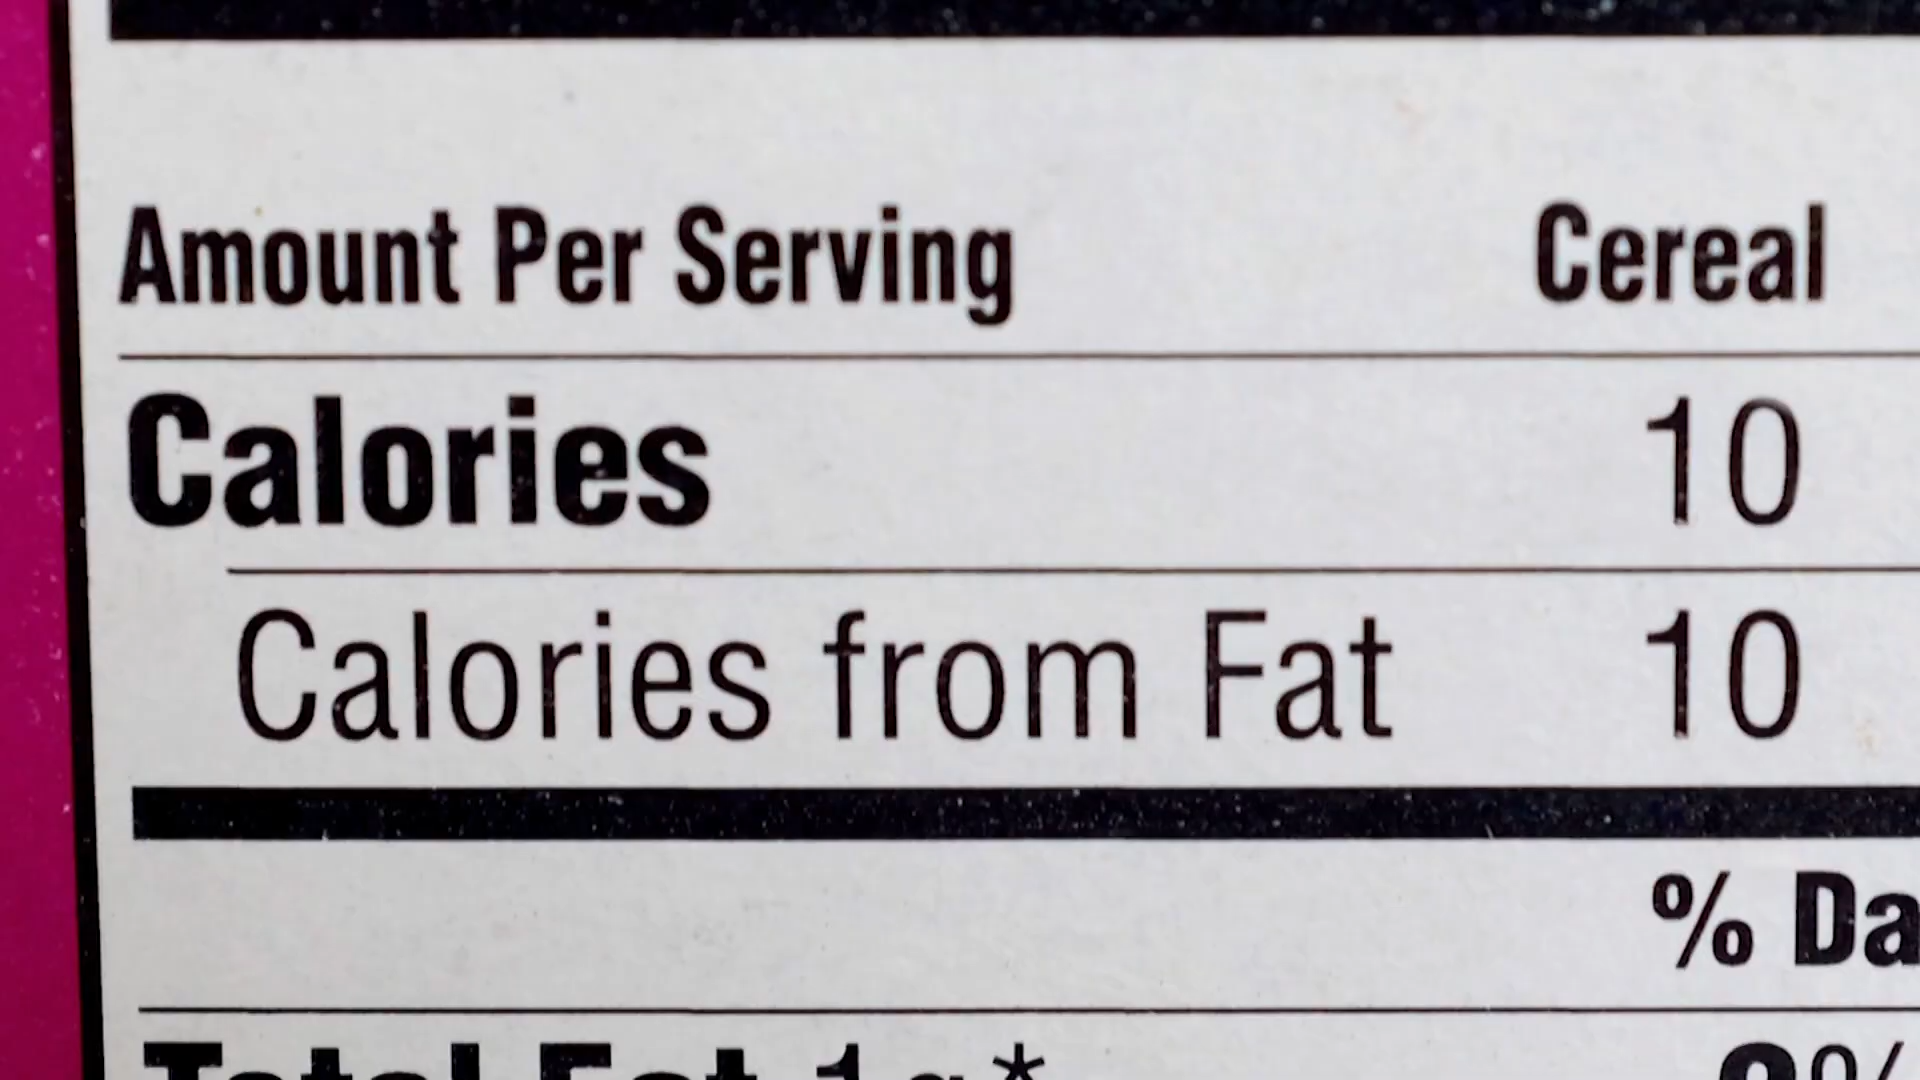 Amount Per Serving Cereal
Calories 10
Calories from Fat 10
% Da
Total Fat 1g*